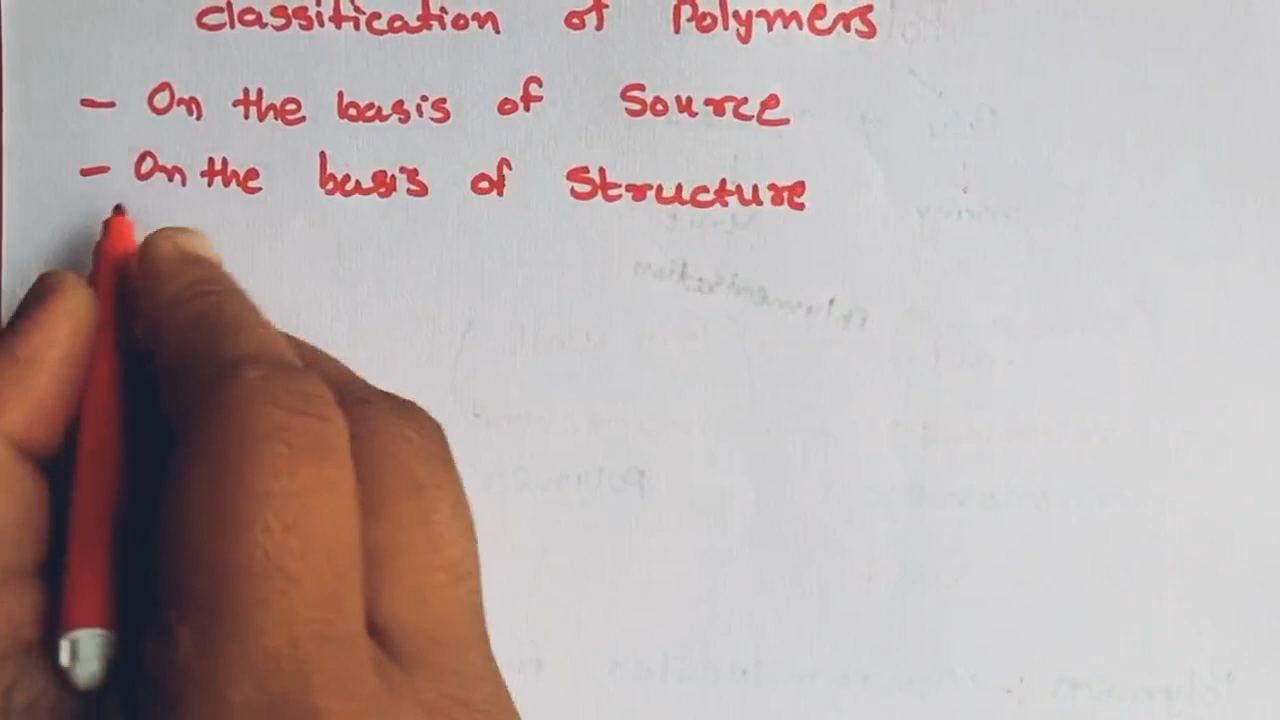 classification of Polymers
- On the basis of Source
- On the basis of Structure